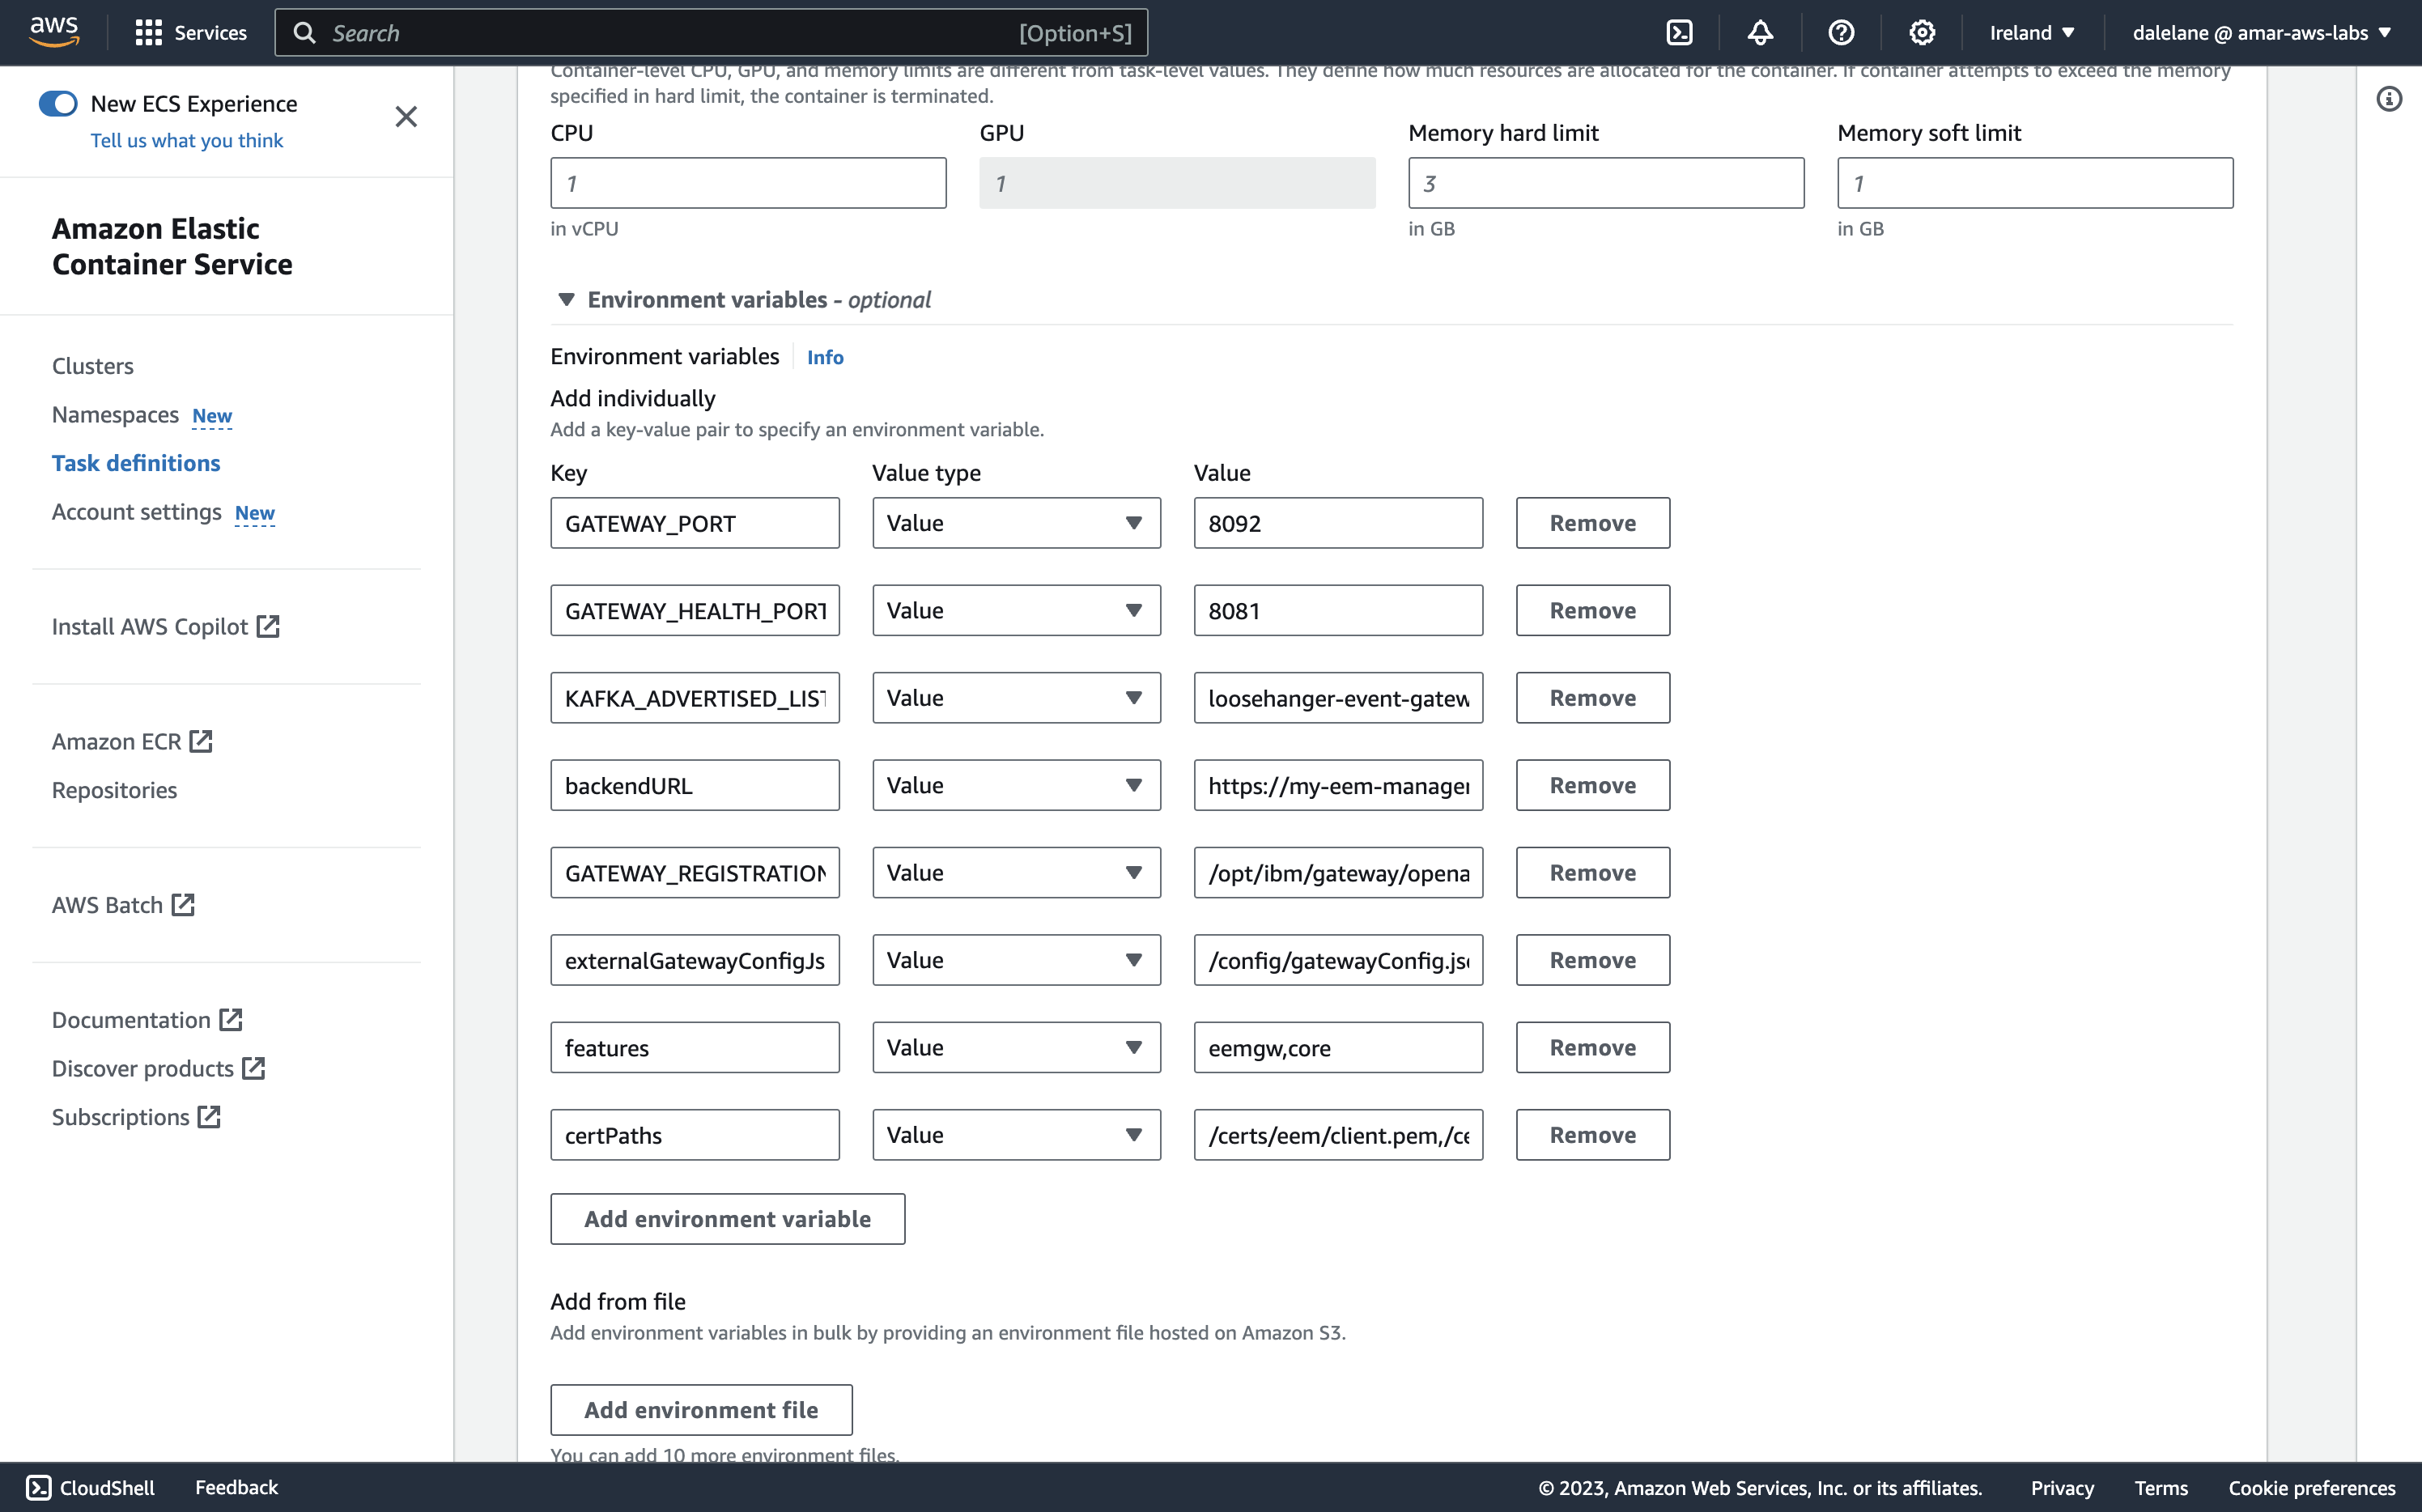 aws
Services
Search
[Option+S]
Ireland
dalelane @ amar-aws-labs
New ECS Experience
Tell us what you think
Amazon Elastic
Container Service
Clusters
Namespaces New
Task definitions
Account settings New
Install AWS Copilot
Amazon ECR
Repositories
AWS Batch
Documentation
Discover products
Subscriptions
Container-level CPU, GPU, and memory limits are different from task-level values. They define how much resources are allocated for the container. If container attempts to exceed the memory
specified in hard limit, the container is terminated.
CPU GPU Memory hard limit Memory soft limit
1 1 3 1
in vCPU in GB in GB
Environment variables - optional
Environment variables Info
Add individually
Add a key-value pair to specify an environment variable.
Key Value type Value
GATEWAY_PORT Value 8092 Remove
GATEWAY_HEALTH_PORT Value 8081 Remove
KAFKA_ADVERTISED_LIST Value loosehanger-event-gatew Remove
backendURL Value https://my-eem-manager Remove
GATEWAY_REGISTRATION Value /opt/ibm/gateway/opena Remove
externalGatewayConfigJs Value /config/gatewayConfig.jso Remove
features Value eemgw,core Remove
certPaths Value /certs/eem/client.pem,/ce Remove
Add environment variable
Add from file
Add environment variables in bulk by providing an environment file hosted on Amazon S3.
Add environment file
You can add 10 more environment files.
CloudShell Feedback © 2023, Amazon Web Services, Inc. or its affiliates. Privacy Terms Cookie preferences